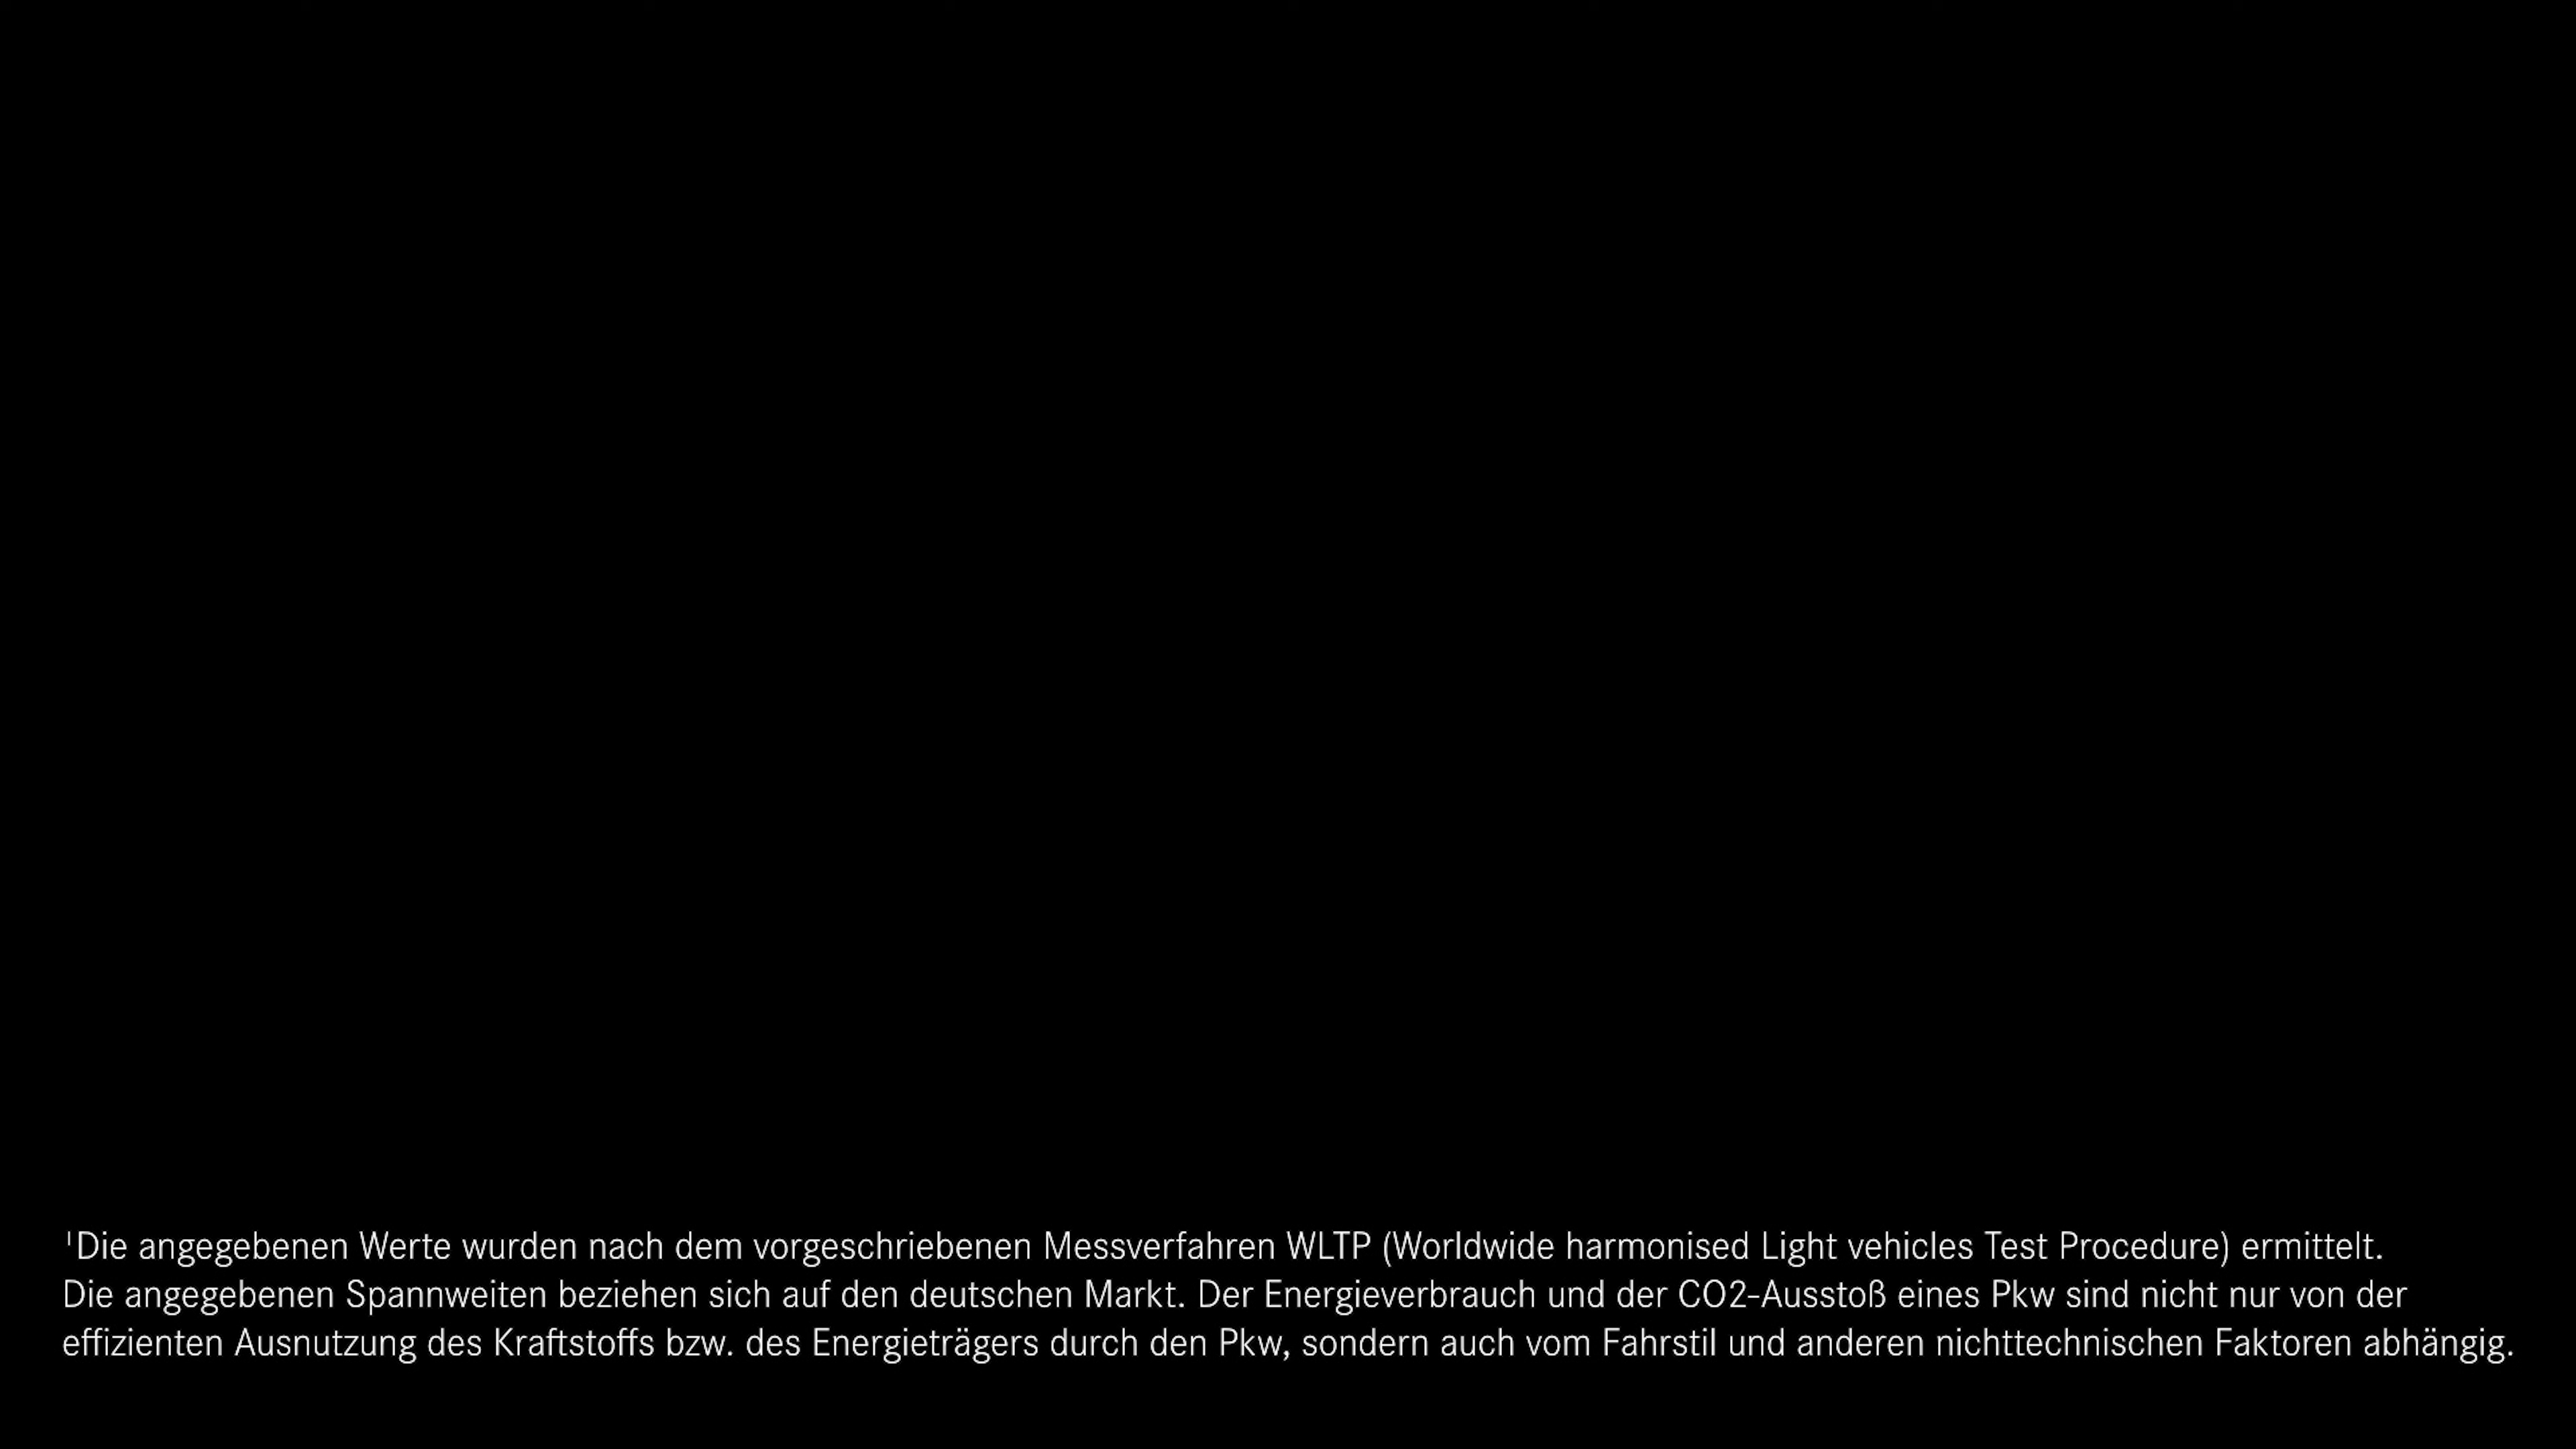 ¹Die angegebenen Werte wurden nach dem vorgeschriebenen Messverfahren WLTP (Worldwide harmonised Light vehicles Test Procedure) ermittelt.
Die angegebenen Spannweiten beziehen sich auf den deutschen Markt. Der Energieverbrauch und der CO2-Ausstoß eines Pkw sind nicht nur von der
effizienten Ausnutzung des Kraftstoffs bzw. des Energieträgers durch den Pkw, sondern auch vom Fahrstil und anderen nichttechnischen Faktoren abhängig.